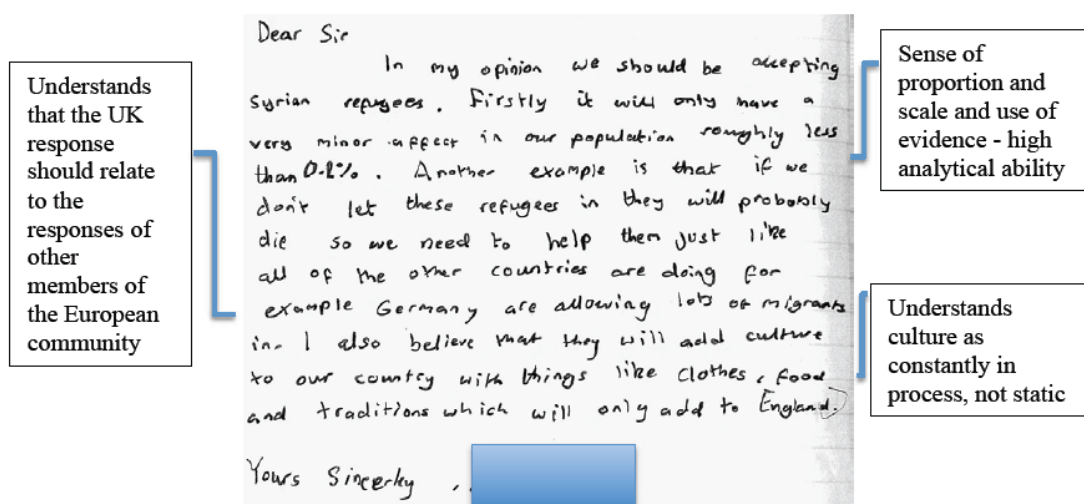 Understands
that the UK
response
should relate
to the
responses of
other
members of
the European
community
Dear Sir
In my opinion we should be accepting
Syrian refugees. Firstly it will only have a
very minor affect in our population roughly less
than 0.1%. Another example is that if we
don't let these refugees in they will probably
die so we need to help them just like
all of the other countries are doing for
example Germany are allowing lots of migrants
in. I also believe that they will add culture
to our country with things like clothes, food
and traditions which will only add to England.
Yours Sincerky ..
Sense of
proportion and
scale and use of
evidence - high
analytical ability
Understands
culture as
constantly in
process, not static